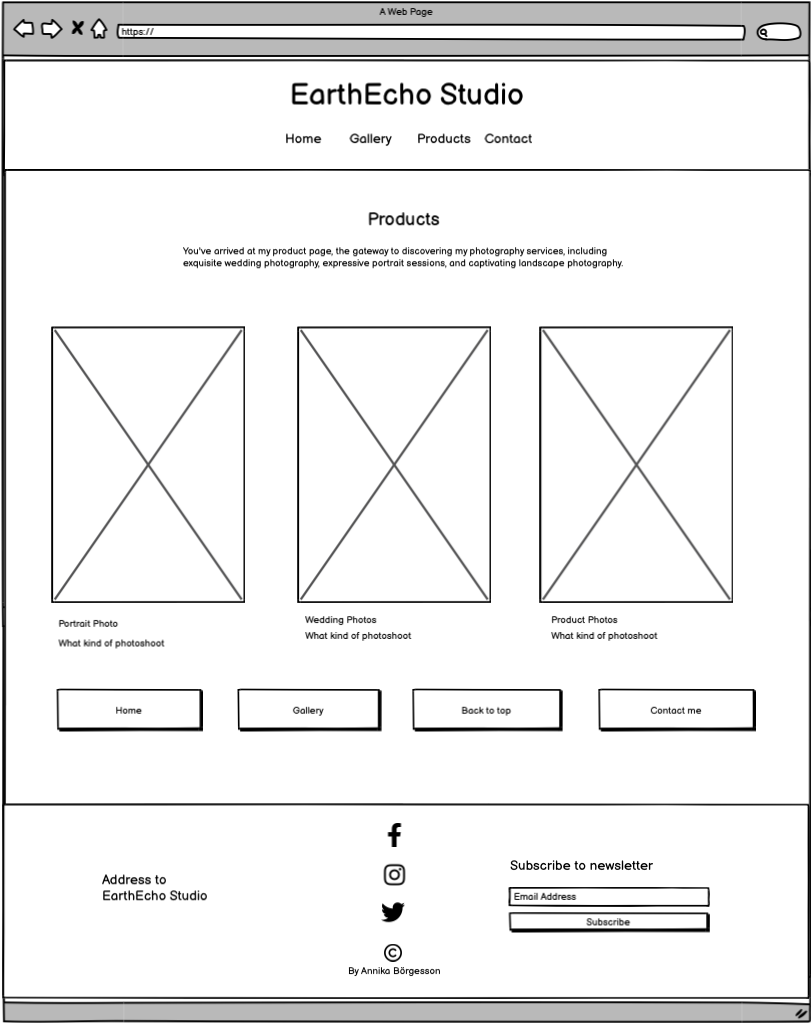 A Web Page
https://
EarthEcho Studio
Home Gallery Products Contact
Products
You've arrived at my product page, the gateway to discovering my photography services, including
exquisite wedding photography, expressive portrait sessions, and captivating landscape photography.
Portrait Photo
What kind of photoshoot
Wedding Photos
What kind of photoshoot
Product Photos
What kind of photoshoot
Home
Gallery
Back to top
Contact me
Address to
EarthEcho Studio
©
By Annika Börgesson
Subscribe to newsletter
Email Address
Subscribe